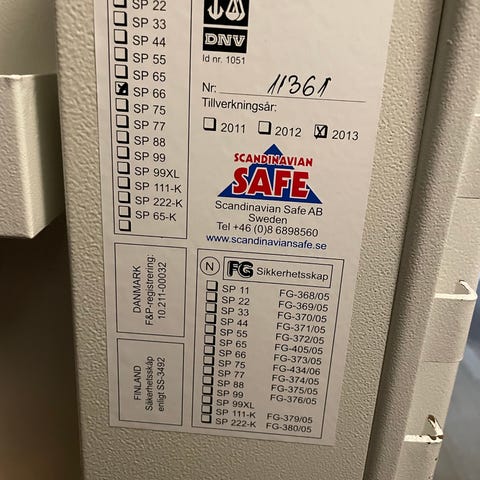 SP 22
SP 33
SP 44
SP 55
SP 65
SP 66
SP 75
SP 77
SP 88
SP 99
SP 99XL
SP 111-K
SP 222-K
SP 65-K
DNV
Id nr. 1051
Nr: 11361
Tillverkningsår:
2011 2012 2013
SCANDINAVIAN
SAFE
Scandinavian Safe AB
Sweden
Tel +46 (0)8 6898560
www.scandinaviansafe.se
DANMARK
F&P-registrering:
10.211-00032
FINLAND
Säkerhetsskåp
enligt SS-3492
N FG Sikkerhetsskap
SP 11 FG-368/05
SP 22 FG-369/05
SP 33 FG-370/05
SP 44 FG-371/05
SP 55 FG-372/05
SP 65 FG-405/05
SP 66 FG-373/05
SP 75 FG-434/06
SP 77 FG-374/05
SP 88 FG-375/05
SP 99 FG-376/05
SP 99XL
SP 111-K FG-379/05
SP 222-K FG-380/05